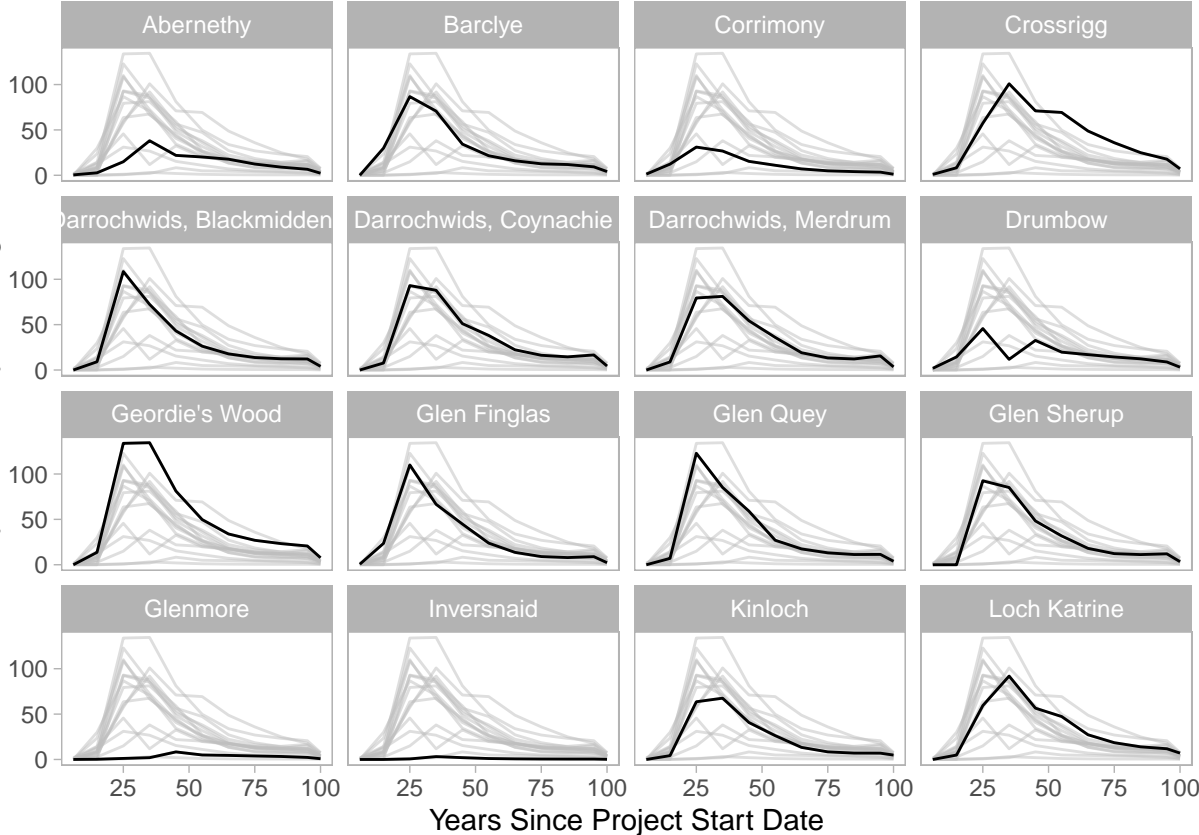 Abernethy Barclye Corrimony Crossrigg
100
50
0
Darrochwids, Blackmidden Darrochwids, Coynachie Darrochwids, Merdrum Drumbow
100
50
0
Geordie's Wood Glen Finglas Glen Quey Glen Sherup
100
50
0
Glenmore Inversnaid Kinloch Loch Katrine
100
50
0
25 50 75 100 25 50 75 100 25 50 75 100 25 50 75 100
Years Since Project Start Date